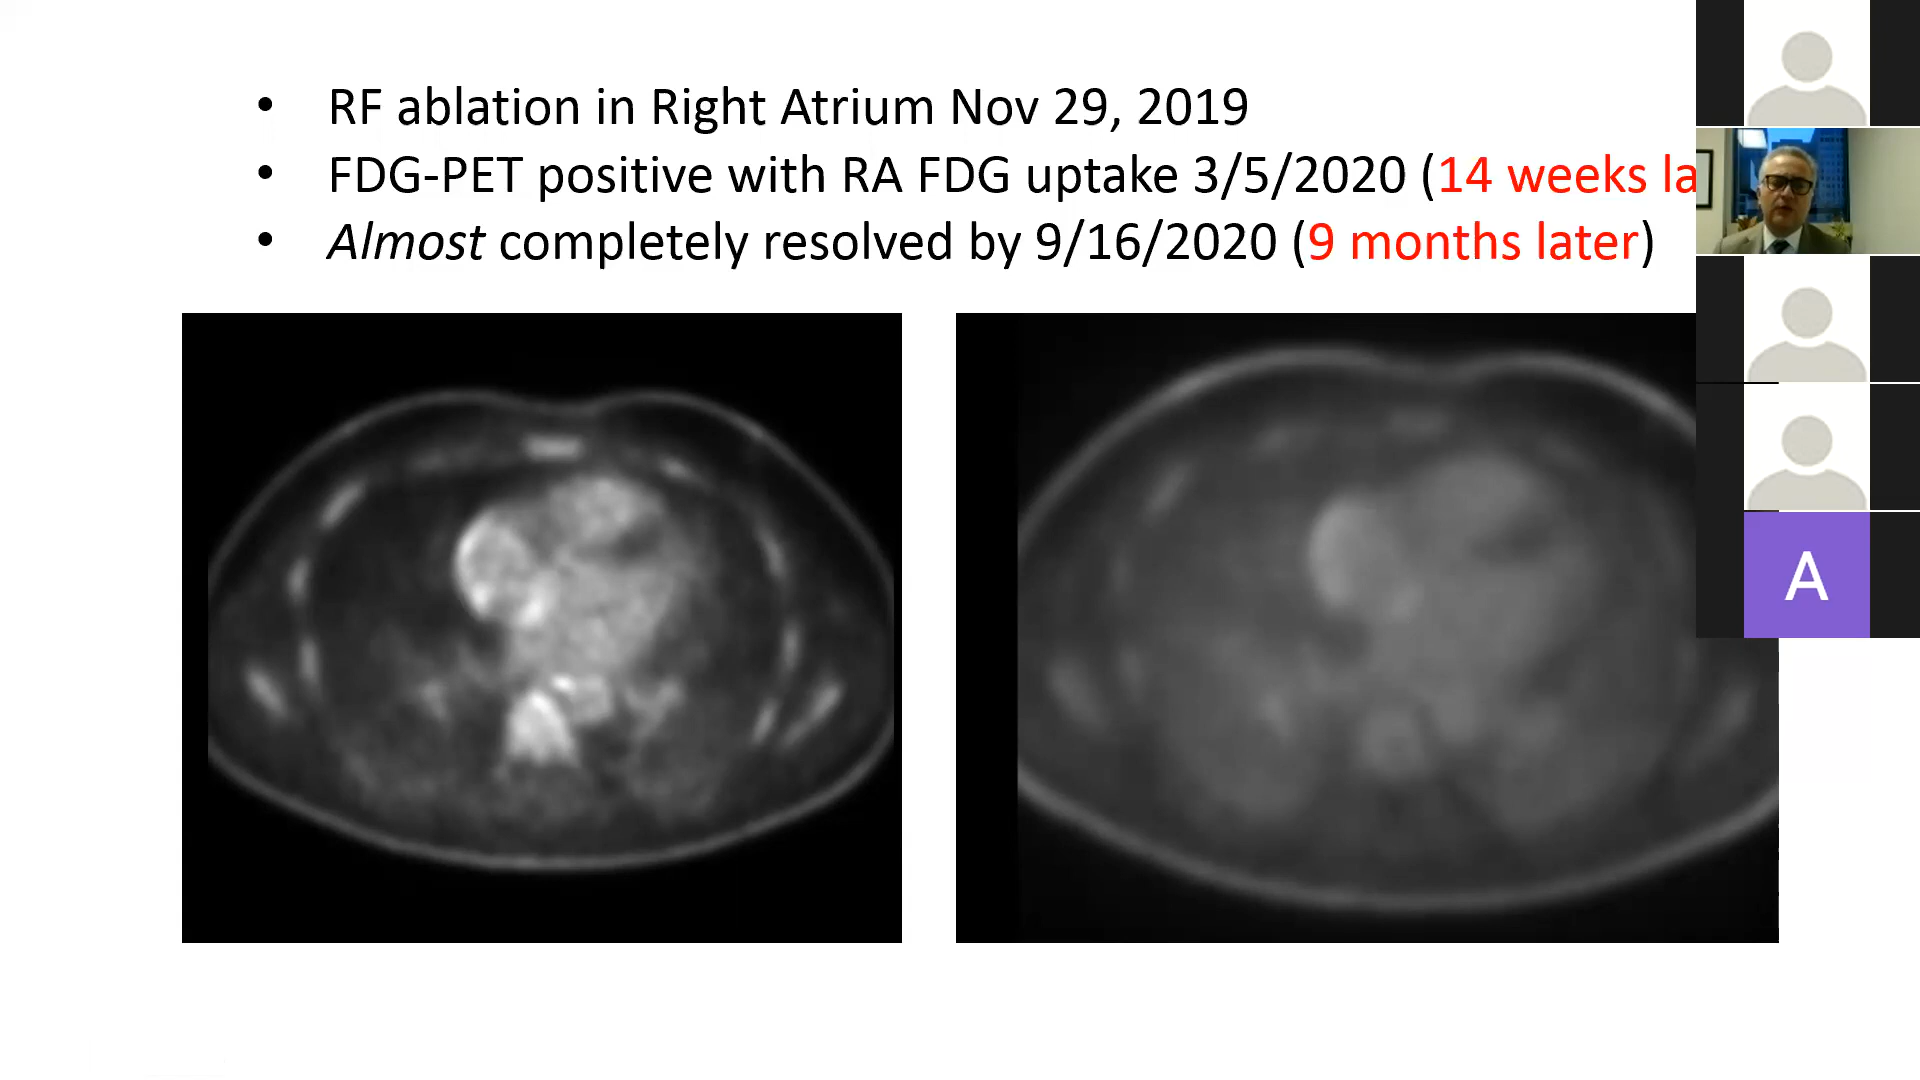 • RF ablation in Right Atrium Nov 29, 2019
• FDG-PET positive with RA FDG uptake 3/5/2020 (14 weeks
• Almost completely resolved by 9/16/2020 (9 months later)
A